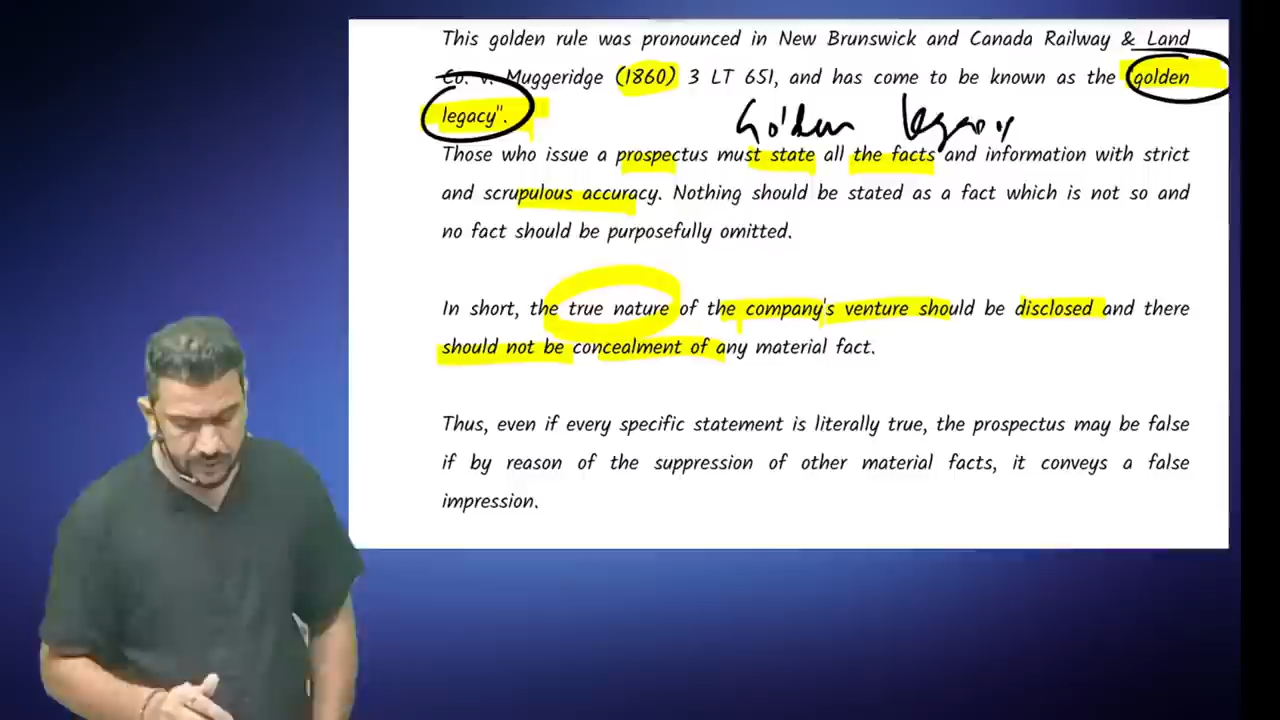 This golden rule was pronounced in New Brunswick and Canada Railway & Land
Co. v. Muggeridge (1860) 3 LT 651, and has come to be known as the "golden
legacy".
Golden legacy
Those who issue a prospectus must state all the facts and information with strict
and scrupulous accuracy. Nothing should be stated as a fact which is not so and
no fact should be purposefully omitted.
In short, the true nature of the company's venture should be disclosed and there
should not be concealment of any material fact.
Thus, even if every specific statement is literally true, the prospectus may be false
if by reason of the suppression of other material facts, it conveys a false
impression.